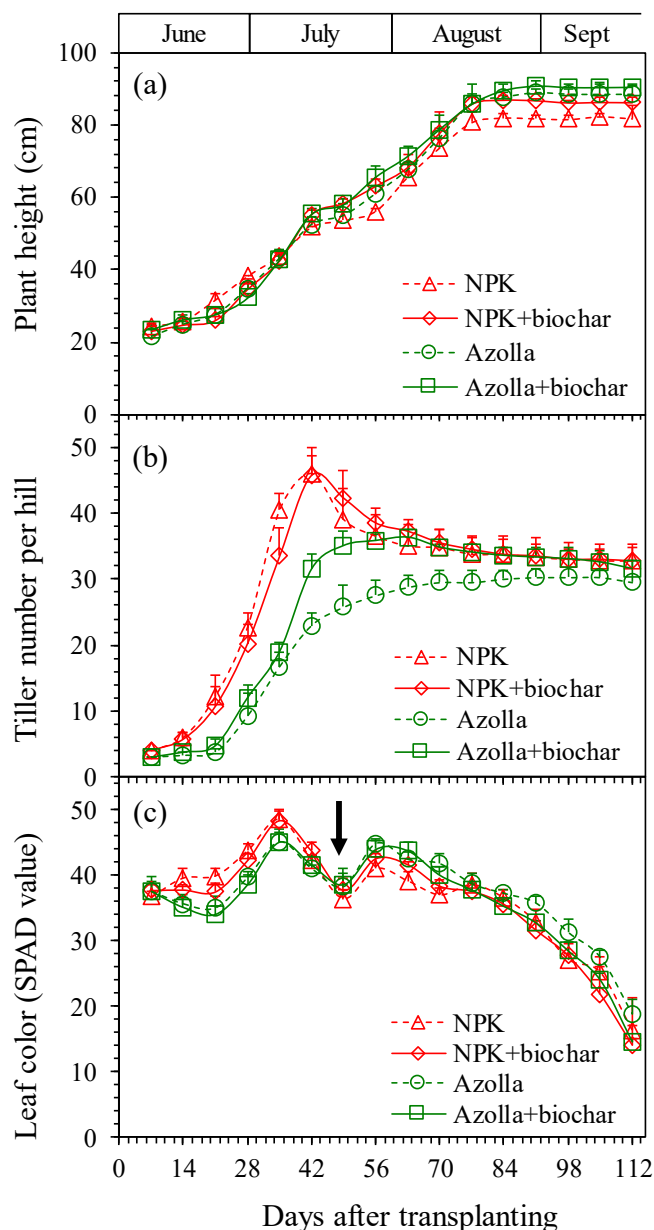 June July August Sept
(a)
Plant height (cm)
100
80
60
40
20
0
NPK
NPK+biochar
Azolla
Azolla+biochar
(b)
Tiller number per hill
50
40
30
20
10
0
NPK
NPK+biochar
Azolla
Azolla+biochar
(c)
Leaf color (SPAD value)
50
40
30
20
10
0
NPK
NPK+biochar
Azolla
Azolla+biochar
0 14 28 42 56 70 84 98 112
Days after transplanting